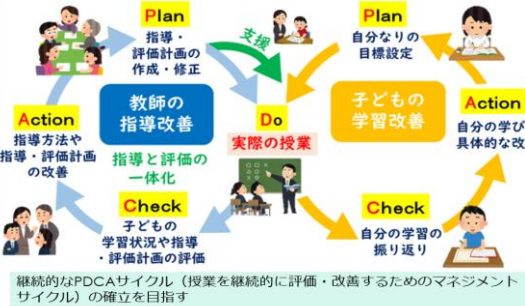 Plan
指導・
評価計画の
作成・修正
支援
Plan
自分なりの
目標設定
Action
指導方法や
指導・評価計画
の改善
教師の
指導改善
指導と評価の
一体化
Do
実際の授業
子どもの
学習改善
Action
自分の学び
具体的な改
Check
子どもの
学習状況や指導
・評価計画の評価
Check
自分の学習の
振り返り
継続的なPDCAサイクル（授業を継続的に評価・改善するためのマネジメント
サイクル）の確立を目指す